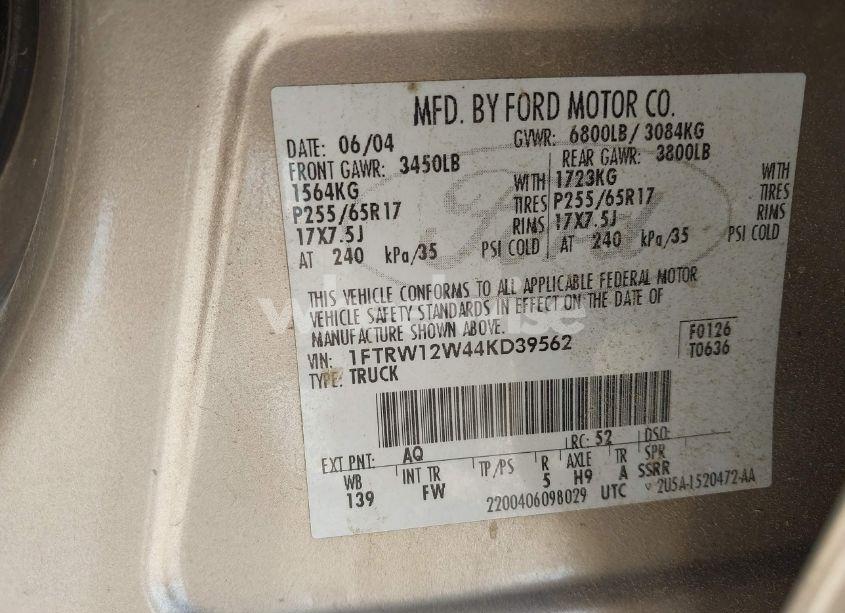 MFD. BY FORD MOTOR CO.
DATE: 06/04 GVWR: 6800LB/ 3084KG
FRONT GAWR: 3450LB REAR GAWR: 3800LB
1564KG WITH 1723KG WITH
P255/65R17 TIRES P255/65R17 TIRES
17X7.5J RIMS 17X7.5J RIMS
AT 240 kPa/35 PSI COLD AT 240 kPa/35 PSI COLD
THIS VEHICLE CONFORMS TO ALL APPLICABLE FEDERAL MOTOR
VEHICLE SAFETY STANDARDS IN EFFECT ON THE DATE OF
MANUFACTURE SHOWN ABOVE.
VIN: 1FTRW12W44KD39562 F0126
TYPE: TRUCK T0636
EXT PNT: AQ RC: 52 DSO:
WB INT TR TP/PS R AXLE TR SPR
139 FW 5 H9 A SSRR
2200406098029 UTC 2U5A-1520472-AA